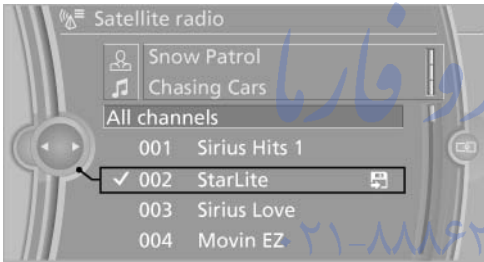 Satellite radio
Snow Patrol
Chasing Cars
All channels
001 Sirius Hits 1
✓ 002 StarLite
003 Sirius Love
004 Movin EZ